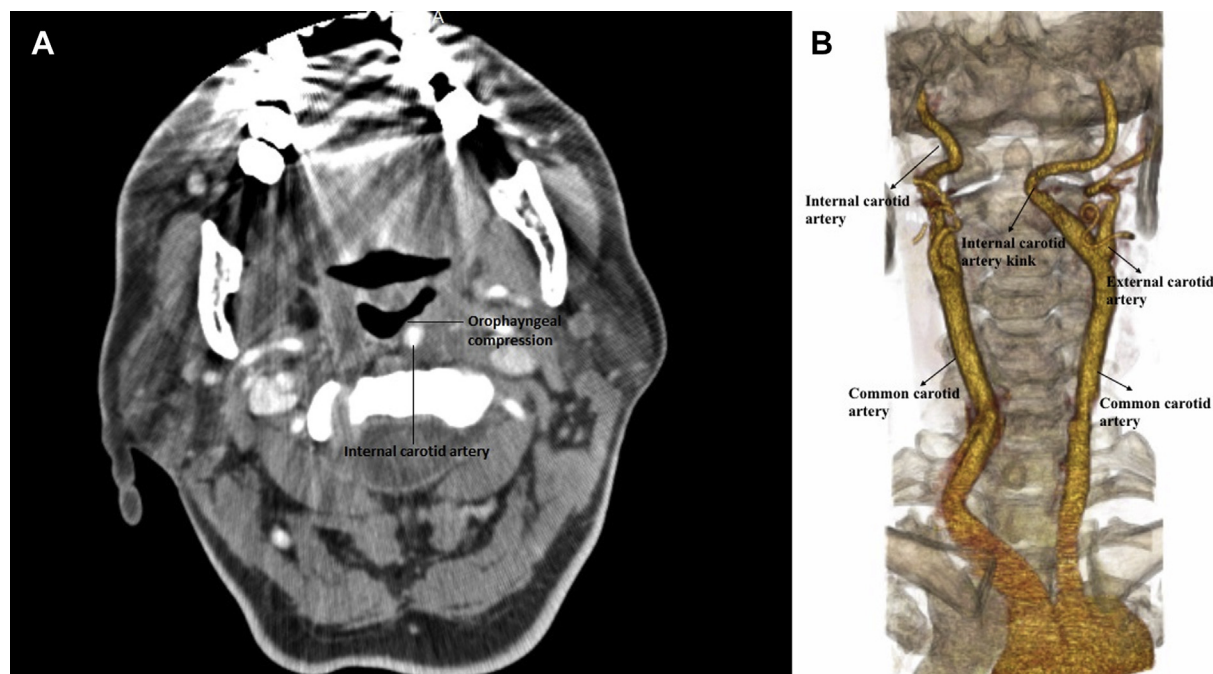 A
A
Orophayngeal
compression
Internal carotid artery
B
Internal carotid
artery
Internal carotid
artery kink
External carotid
artery
Common carotid
artery
Common carotid
artery